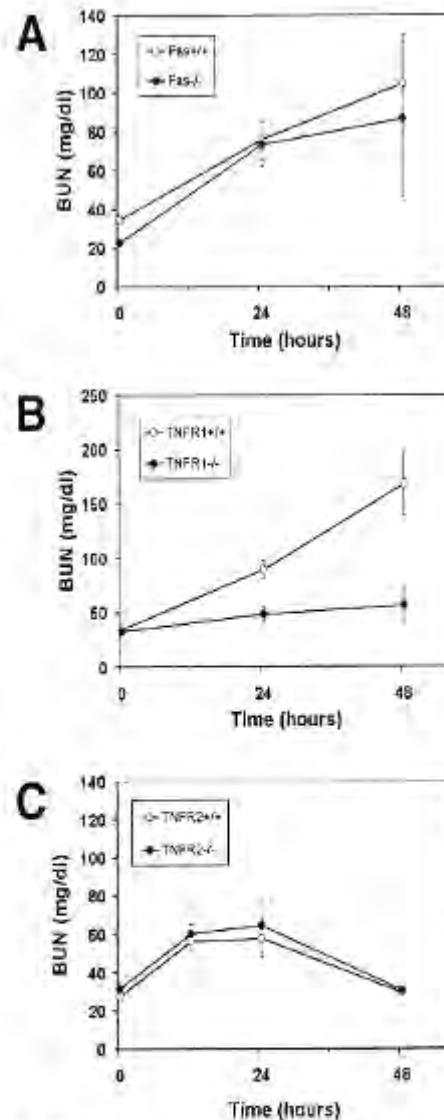 A
140
120
100
80
60
40
20
0
BUN (mg/dl)
Fas+/+
Fas-/-
0 24 48
Time (hours)
B
250
200
150
100
50
0
BUN (mg/dl)
TNFR1+/+
TNFR1-/-
0 24 48
Time (hours)
C
140
120
100
80
60
40
20
0
BUN (mg/dl)
TNFR2+/+
TNFR2-/-
0 24 48
Time (hours)